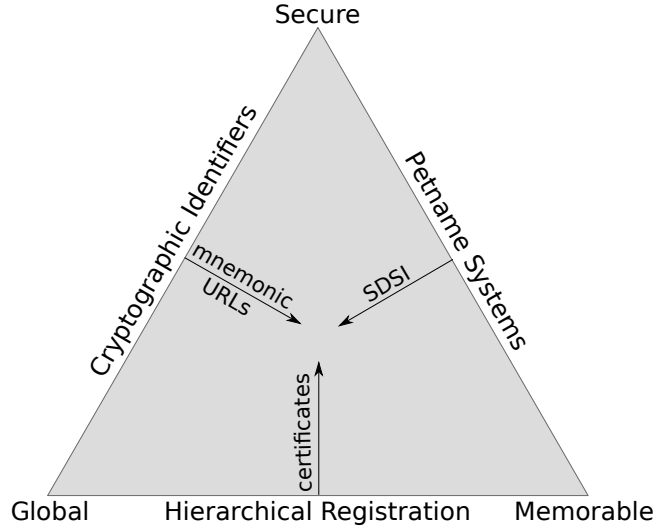 Secure
Cryptographic Identifiers
Petname Systems
mnemonic
URLs
SDSI
certificates
Global
Hierarchical Registration
Memorable